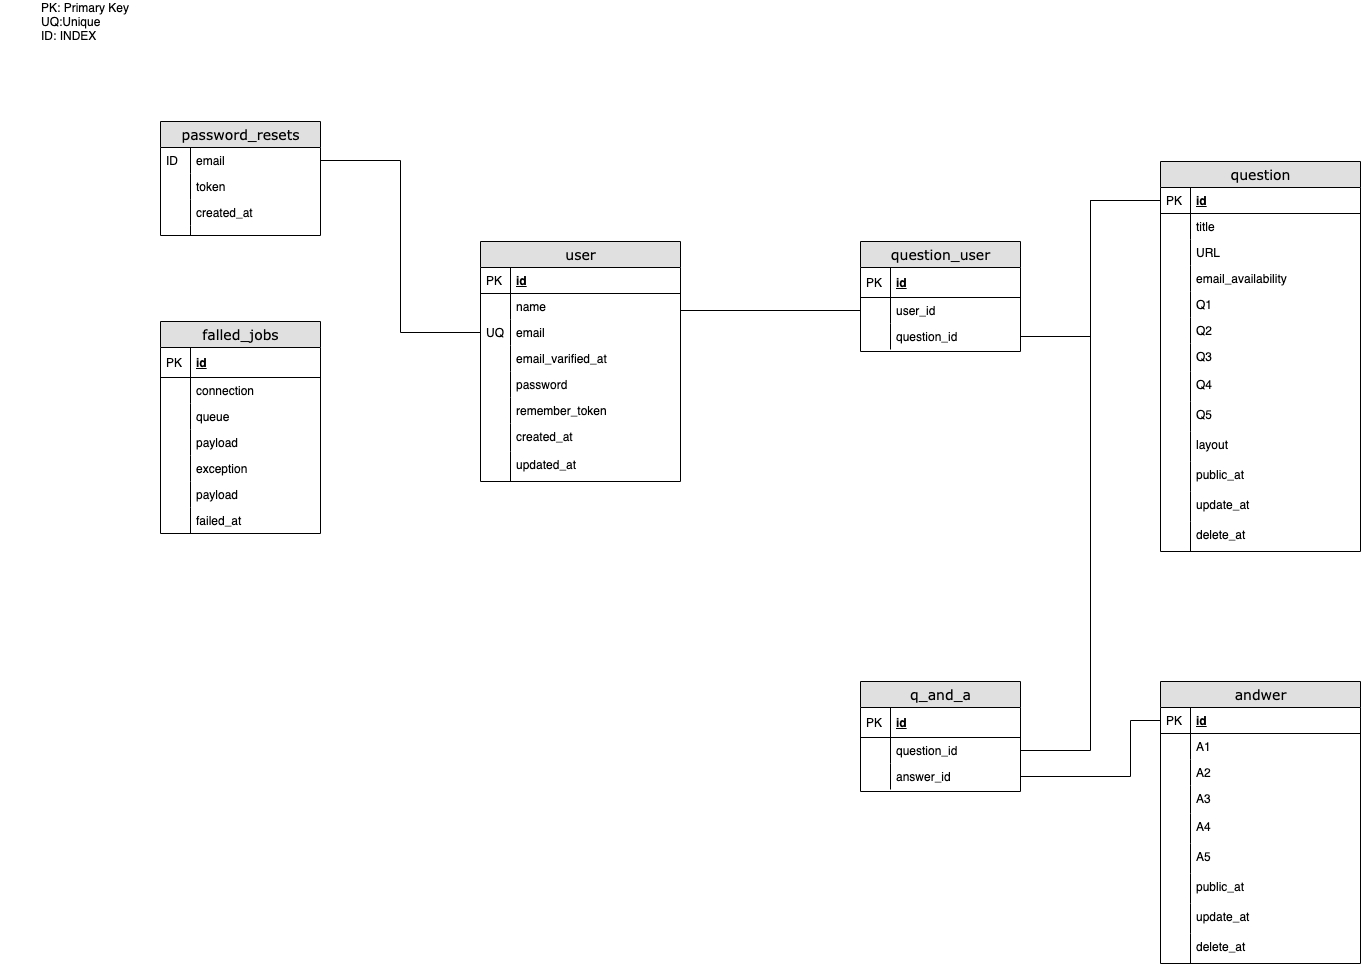 PK: Primary Key
UQ:Unique
ID: INDEX
password_resets
ID email
token
created_at
falled_jobs
PK id
connection
queue
payload
exception
payload
failed_at
user
PK id
name
UQ email
email_varified_at
password
remember_token
created_at
updated_at
question_user
PK id
user_id
question_id
question
PK id
title
URL
email_availability
Q1
Q2
Q3
Q4
Q5
layout
public_at
update_at
delete_at
q_and_a
PK id
question_id
answer_id
andwer
PK id
A1
A2
A3
A4
A5
public_at
update_at
delete_at